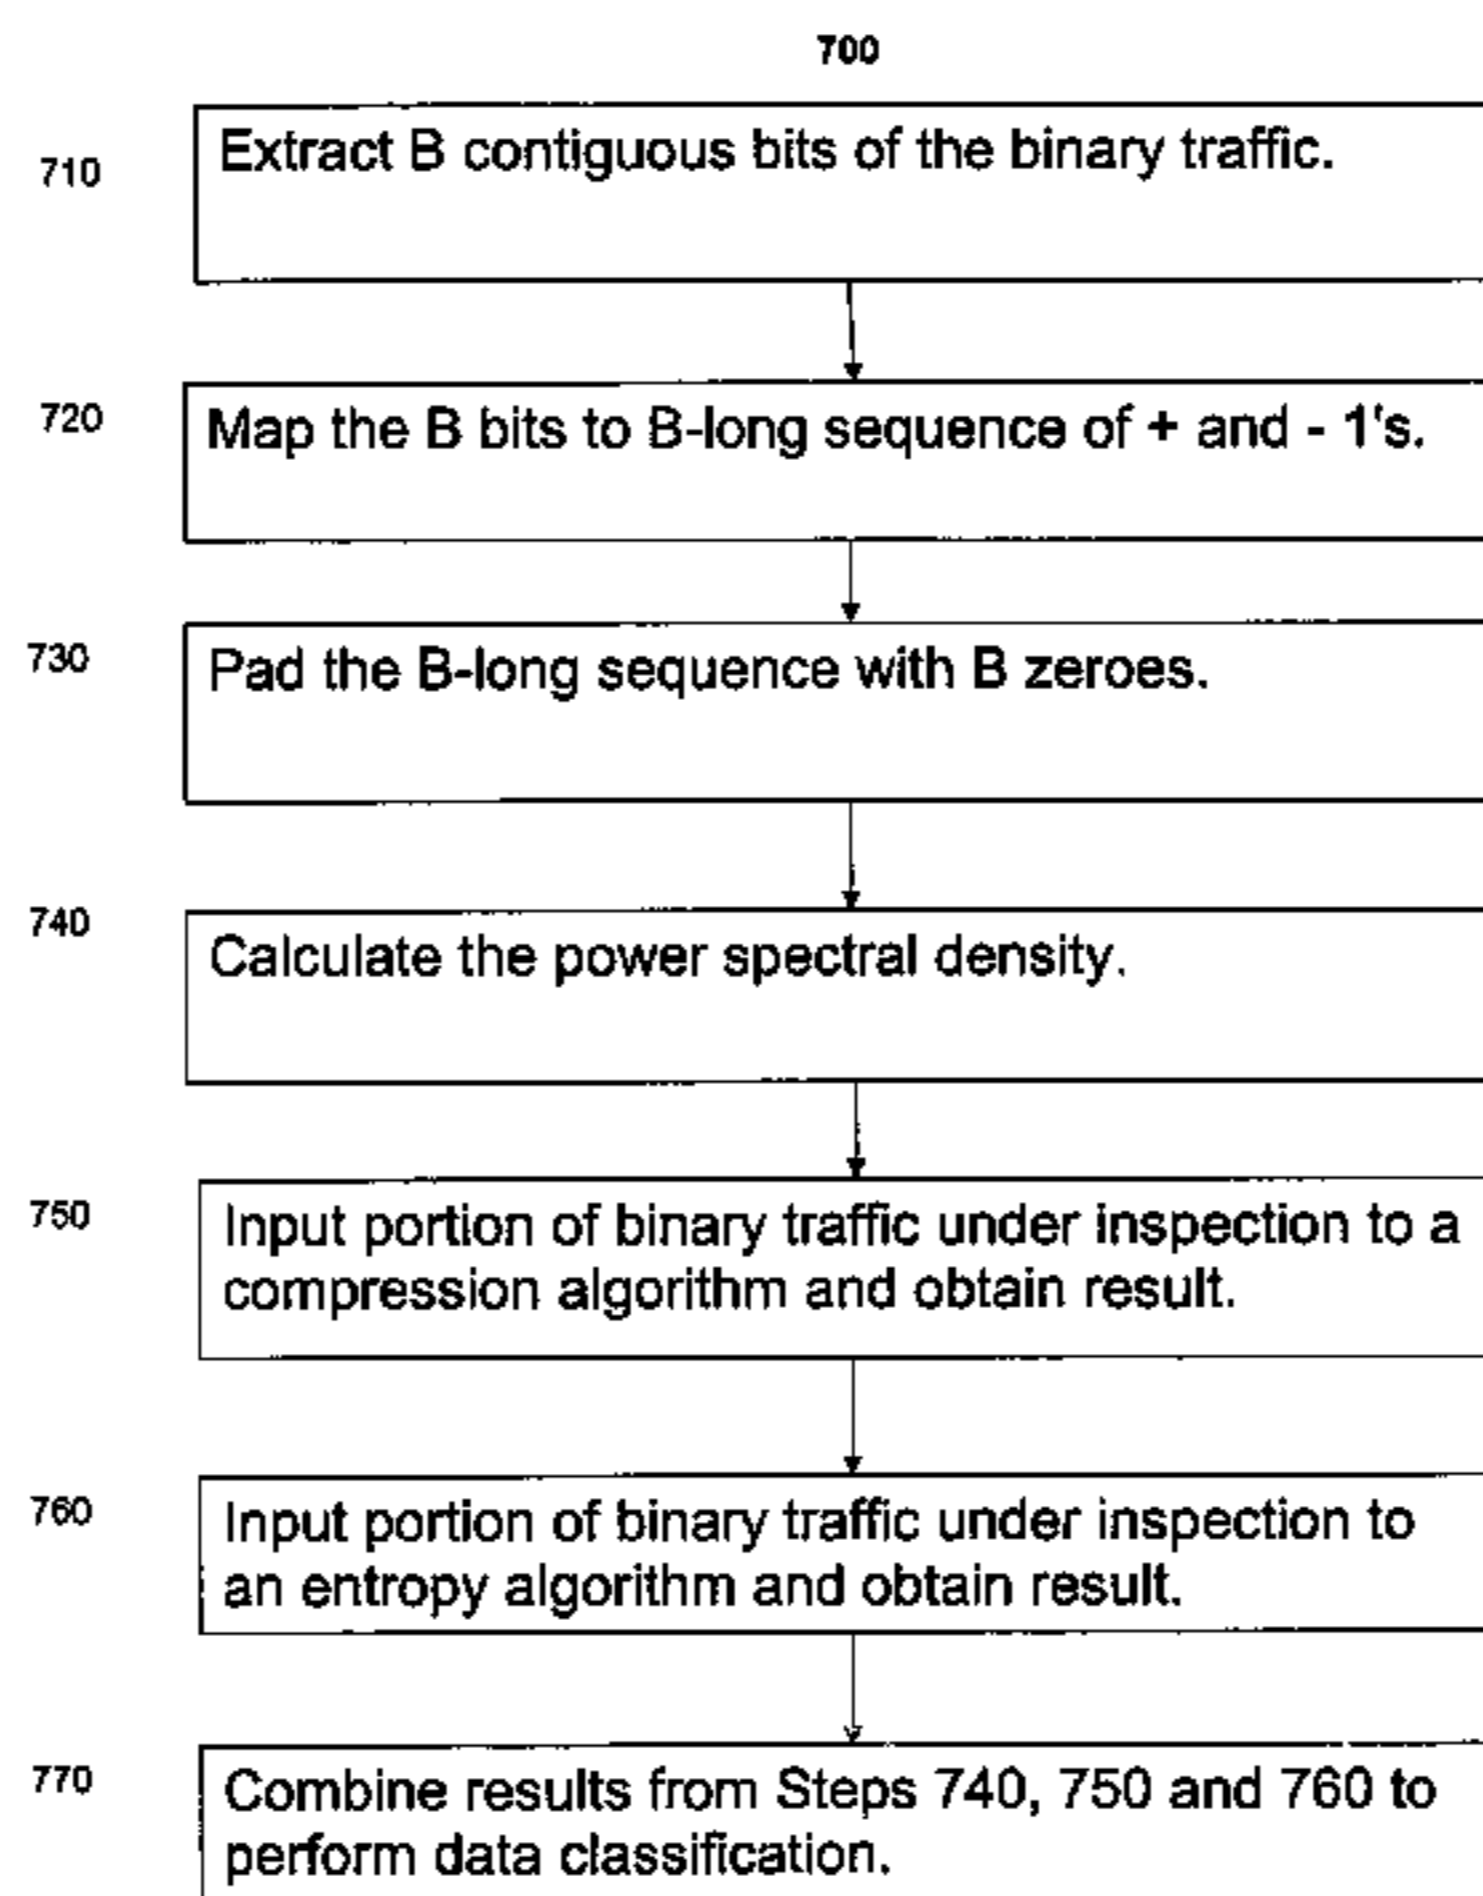 700
710
Extract B contiguous bits of the binary traffic.
720
Map the B bits to B-long sequence of + and - 1's.
730
Pad the B-long sequence with B zeroes.
740
Calculate the power spectral density.
750
Input portion of binary traffic under inspection to a
compression algorithm and obtain result.
760
Input portion of binary traffic under inspection to
an entropy algorithm and obtain result.
770
Combine results from Steps 740, 750 and 760 to
perform data classification.